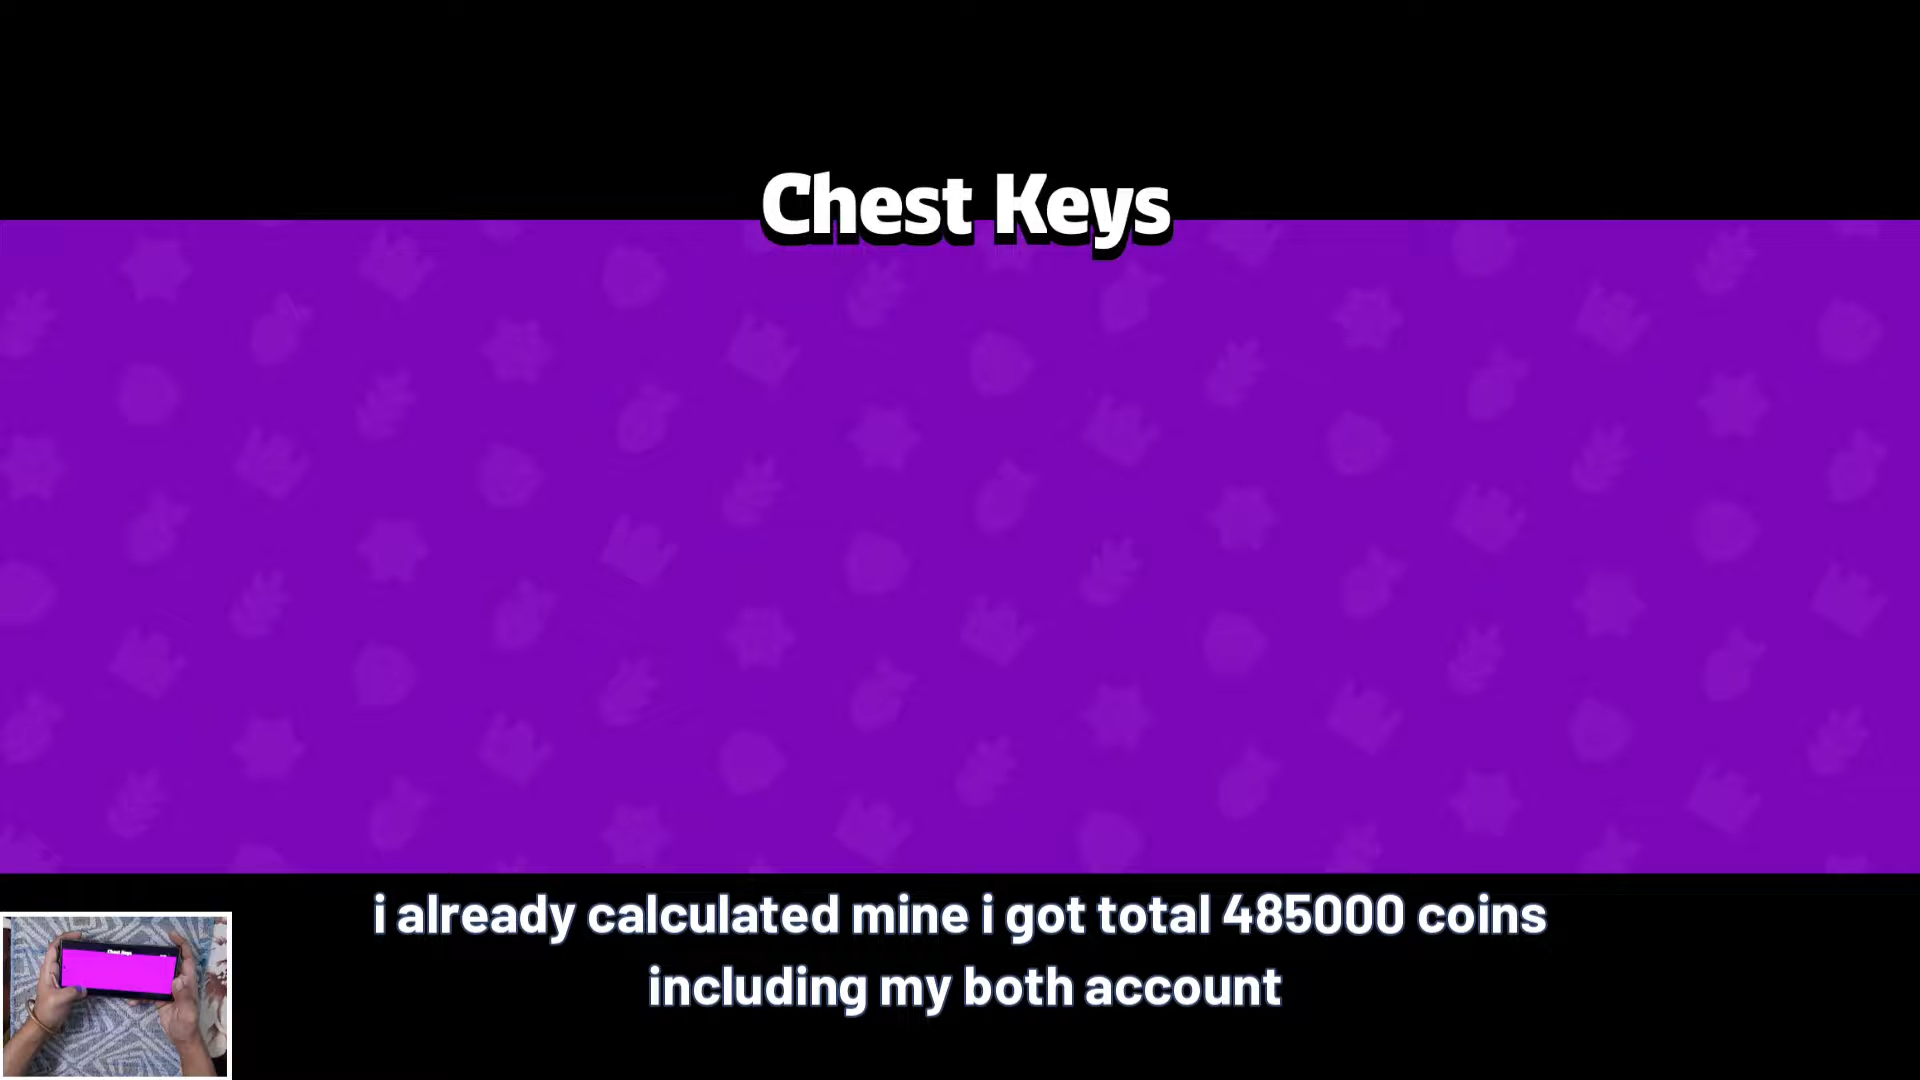 Chest Keys
i already calculated mine i got total 485000 coins
including my both account